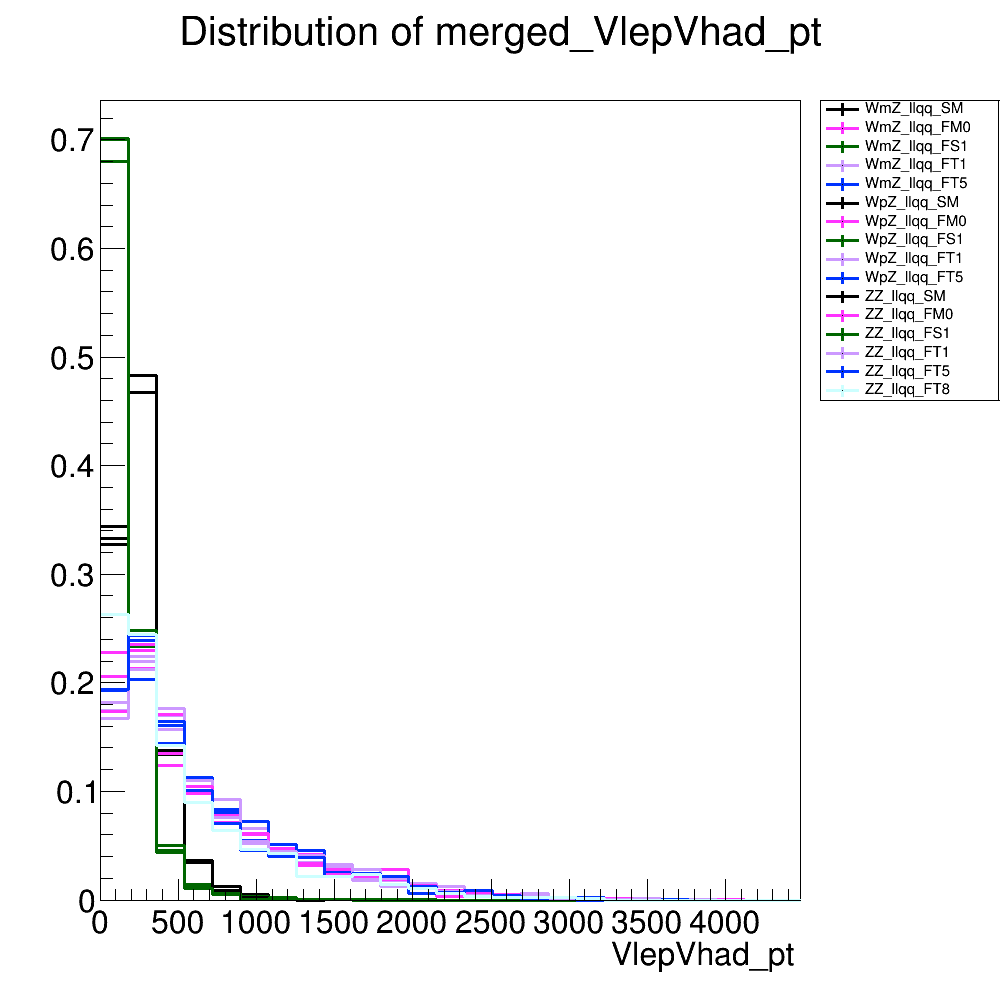 Distribution of merged_VlepVhad_pt
WmZ_llqq_SM
WmZ_llqq_FM0
WmZ_llqq_FS1
WmZ_llqq_FT1
WmZ_llqq_FT5
WpZ_llqq_SM
WpZ_llqq_FM0
WpZ_llqq_FS1
WpZ_llqq_FT1
WpZ_llqq_FT5
ZZ_llqq_SM
ZZ_llqq_FM0
ZZ_llqq_FS1
ZZ_llqq_FT1
ZZ_llqq_FT5
ZZ_llqq_FT8
0.7
0.6
0.5
0.4
0.3
0.2
0.1
0
0 500 1000 1500 2000 2500 3000 3500 4000
VlepVhad_pt